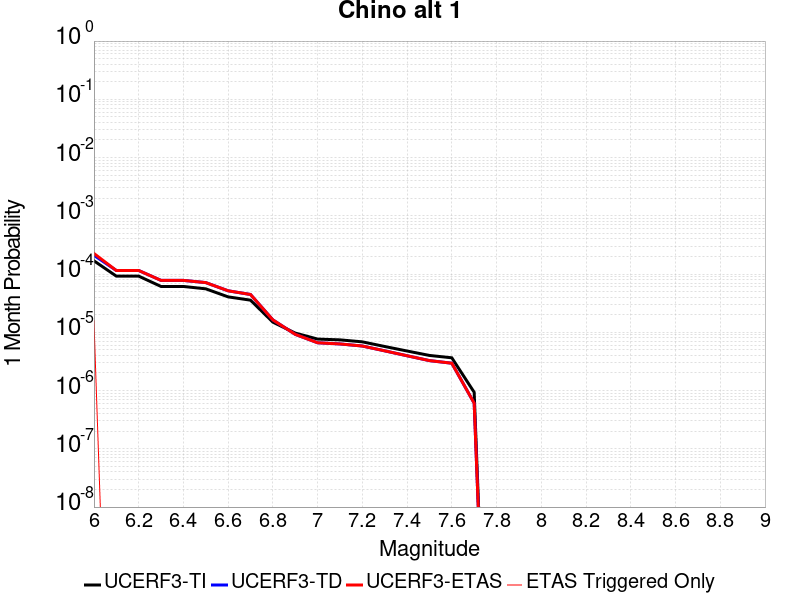 Chino alt 1
10^0
10^-1
10^-2
10^-3
10^-4
10^-5
10^-6
10^-7
10^-8
1 Month Probability
6 6.2 6.4 6.6 6.8 7 7.2 7.4 7.6 7.8 8 8.2 8.4 8.6 8.8 9
Magnitude
UCERF3-TI UCERF3-TD UCERF3-ETAS ETAS Triggered Only